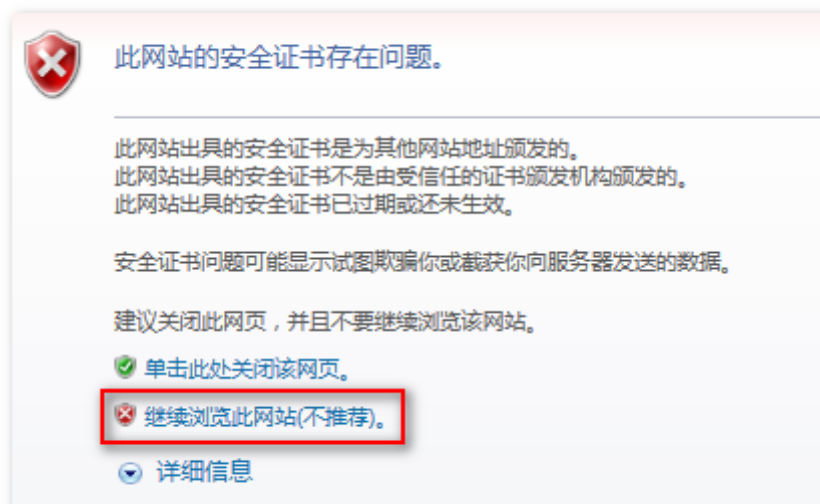 此网站的安全证书存在问题。
此网站出具的安全证书是为其他网站地址颁发的。
此网站出具的安全证书不是由受信任的证书颁发机构颁发的。
此网站出具的安全证书已过期或还未生效。
安全证书问题可能显示试图欺骗你或截获你向服务器发送的数据。
建议关闭此网页，并且不要继续浏览该网站。
单击此处关闭该网页。
继续浏览此网站(不推荐)。
详细信息